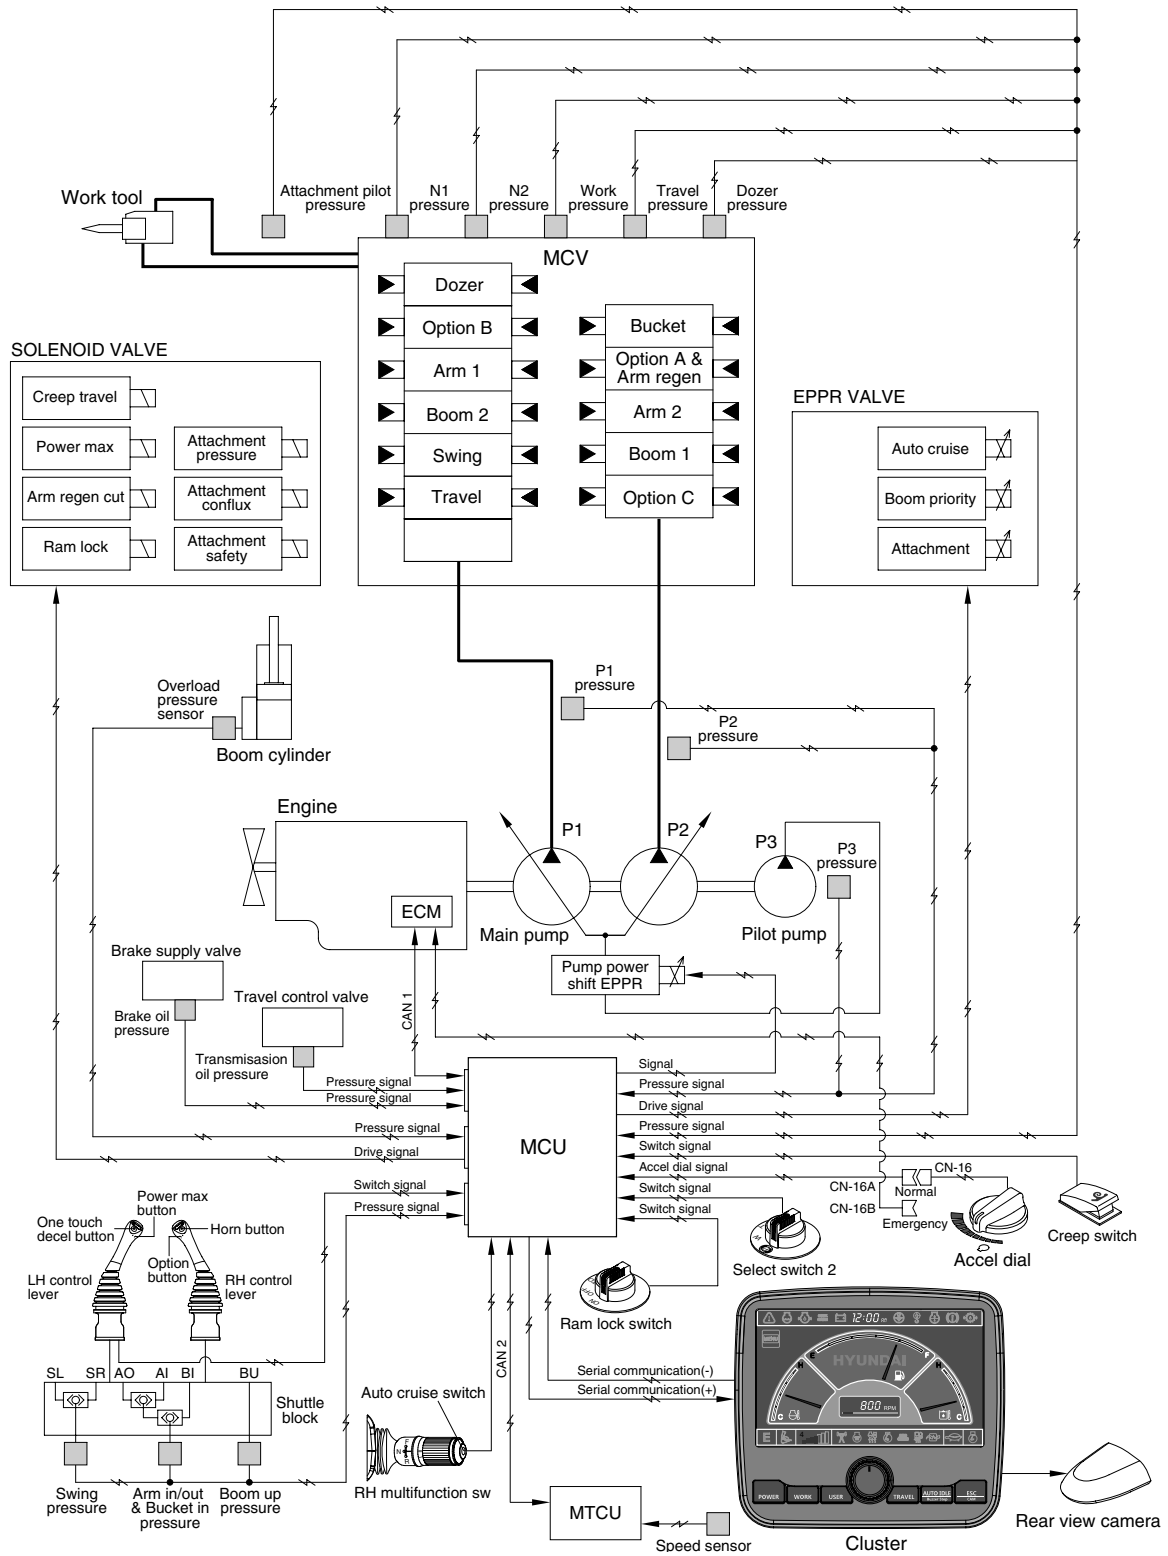 Attachment pilot
pressure
N1
pressure
N2
pressure
Work
pressure
Travel
pressure
Dozer
pressure
Work tool
MCV
Dozer
Option B
Arm 1
Boom 2
Swing
Travel
Bucket
Option A &
Arm regen
Arm 2
Boom 1
Option C
SOLENOID VALVE
Creep travel
Power max
Arm regen cut
Ram lock
Attachment
pressure
Attachment
conflux
Attachment
safety
EPPR VALVE
Auto cruise
Boom priority
Attachment
Overload
pressure
sensor
Boom cylinder
P1
pressure
P2
pressure
Engine
ECM
P1
P2
P3
P3
pressure
Main pump
Pilot pump
Pump power
shift EPPR
Brake supply valve
Brake oil
pressure
Travel control valve
Transmisasion
oil pressure
CAN 1
Pressure signal
Pressure signal
Pressure signal
Drive signal
Switch signal
Pressure signal
MCU
Signal
Pressure signal
Drive signal
Pressure signal
Switch signal
Accel dial signal
Switch signal
Switch signal
CN-16A
CN-16
Normal
CN-16B
Emergency
Accel dial
Creep switch
Select switch 2
M
OFF
ON
Ram lock switch
Power max
button
One touch
decel button
Horn button
Option
button
LH control
lever
RH control
lever
SL
SR
AO
AI
BI
BU
Shuttle
block
Swing
pressure
Arm in/out
& Bucket in
pressure
Boom up
pressure
Auto cruise switch
F
N
R
RH multifunction sw
CAN 2
Serial communication(-)
Serial communication(+)
MTCU
Speed sensor
12:00
HYUNDAI
E
F
H
H
C
C
800 RPM
E
POWER
WORK
USER
TRAVEL
AUTO IDLE
ESC
CAM
Cluster
Rear view camera